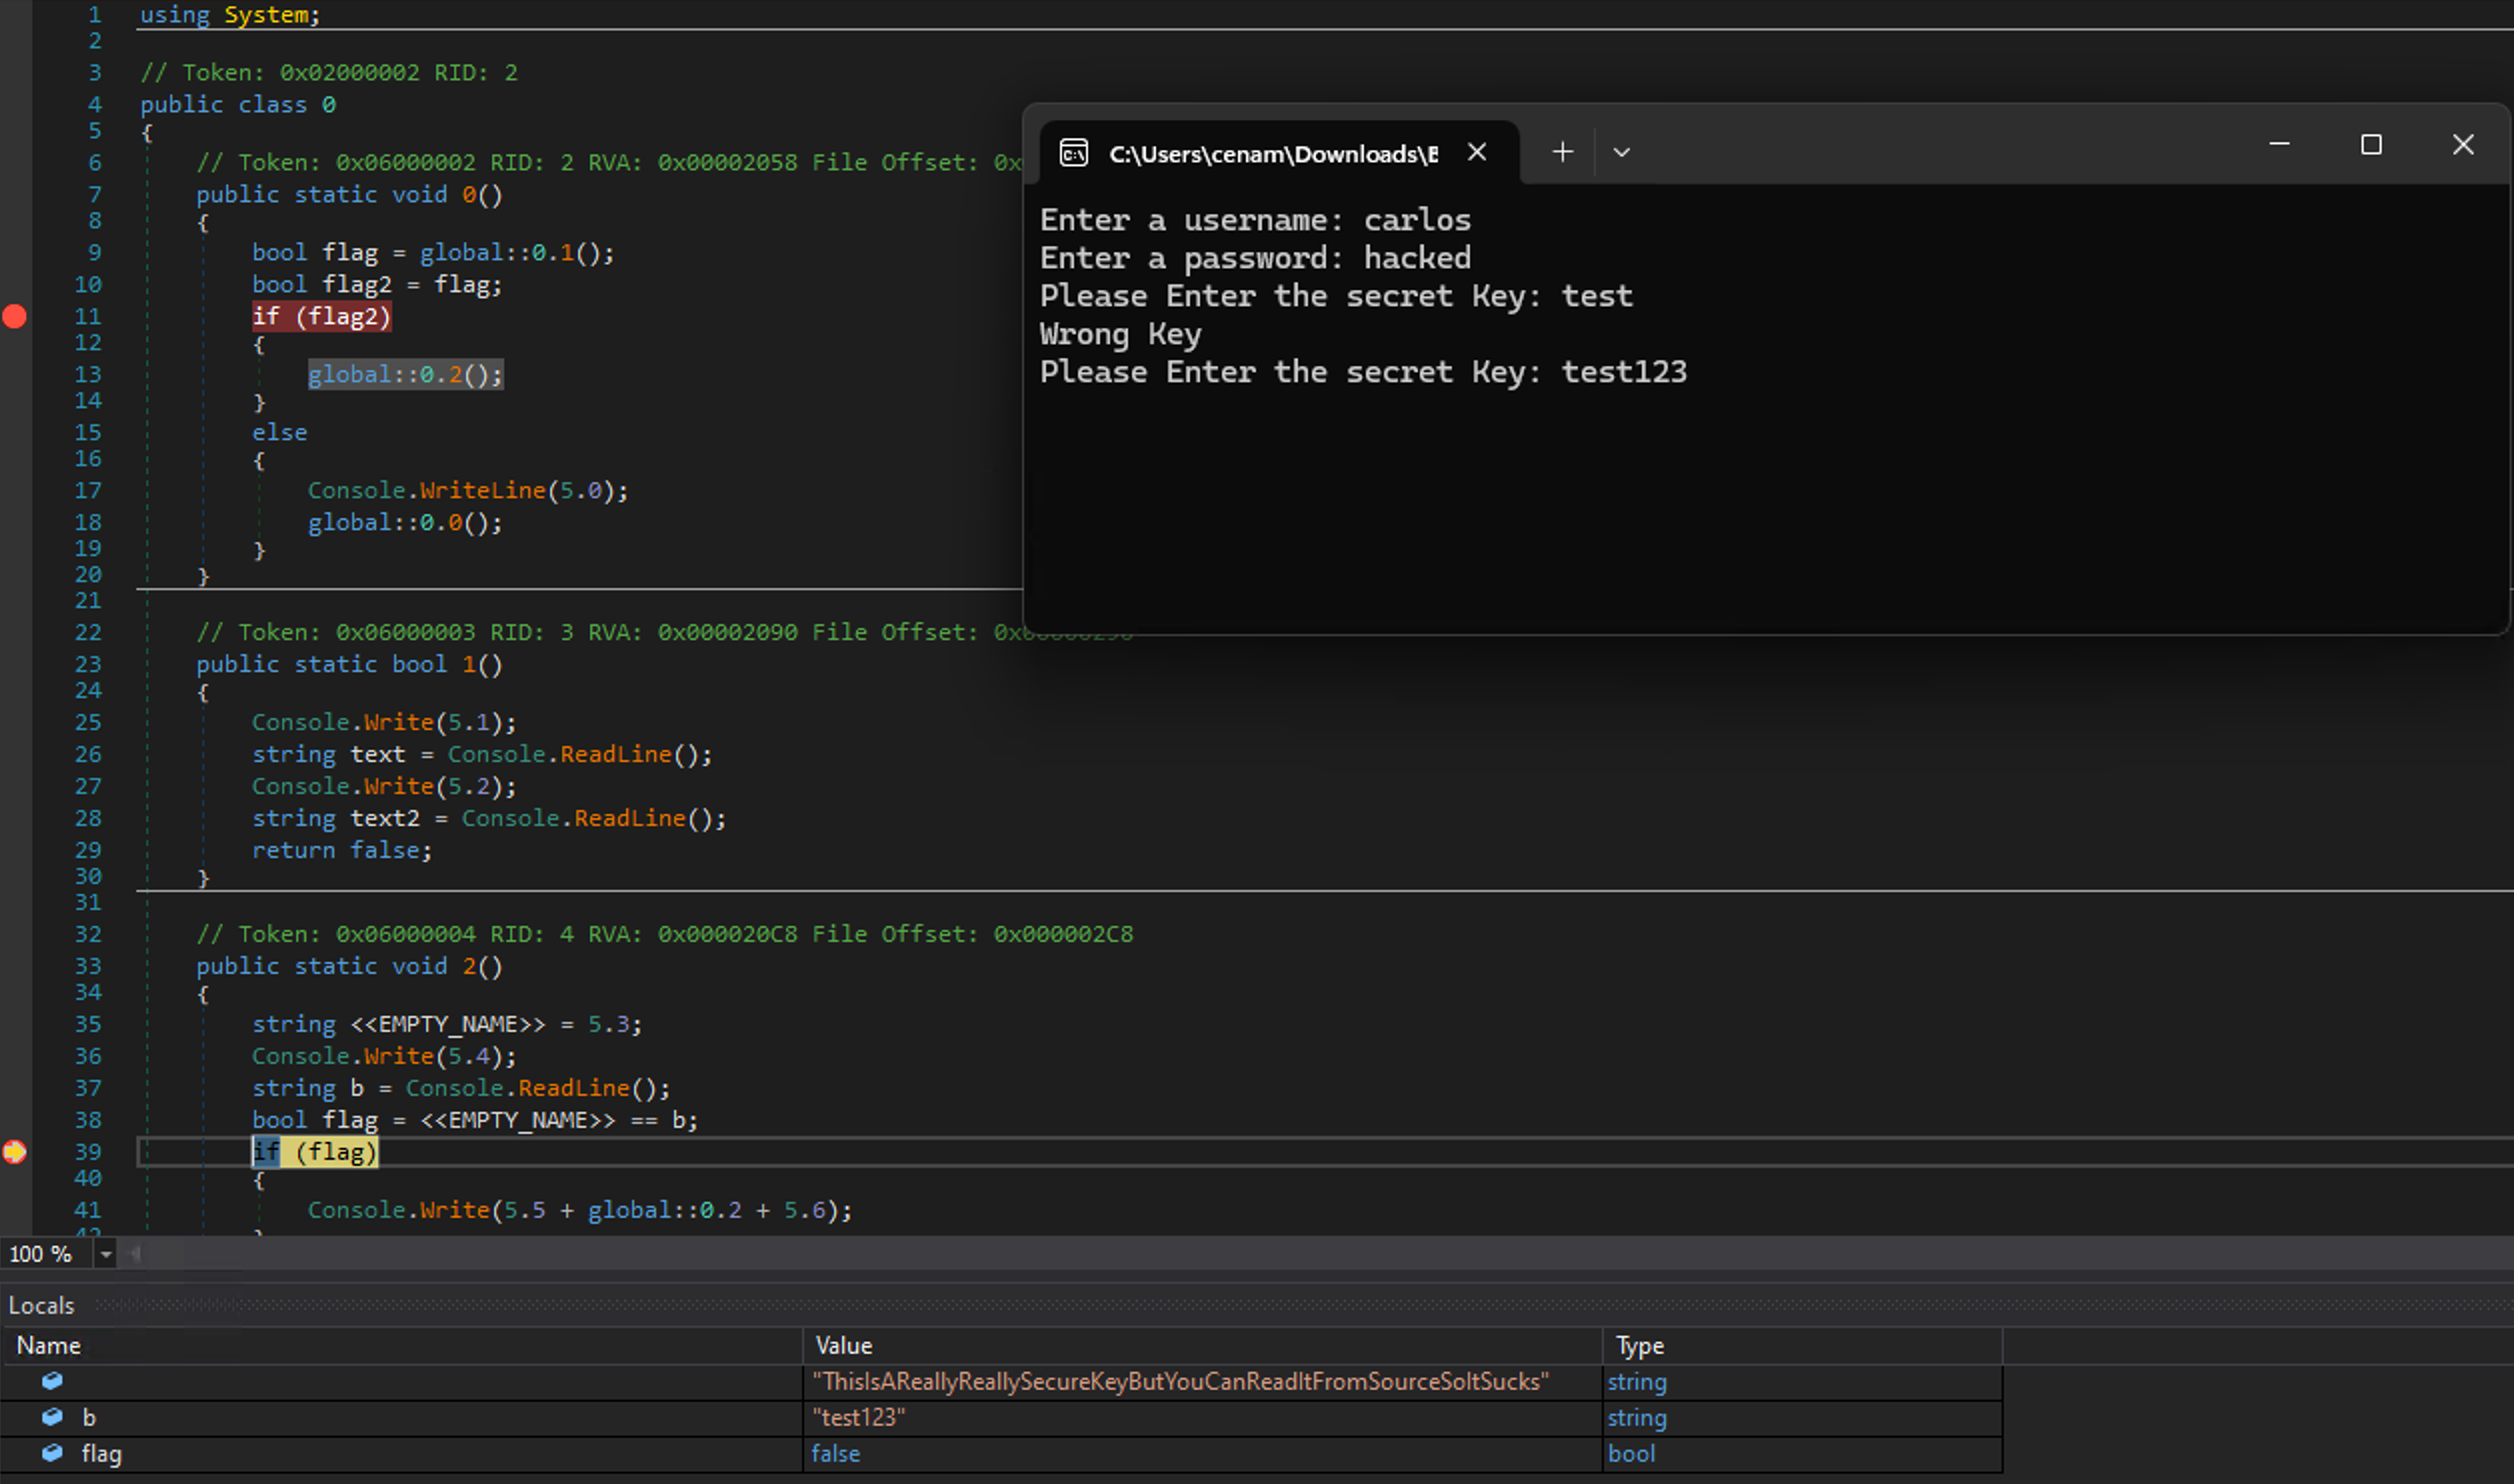 1 using System;
2
3 // Token: 0x02000002 RID: 2
4 public class 0
5 {
6 // Token: 0x06000002 RID: 2 RVA: 0x00002058 File Offset: 0x
7 public static void 0()
8 {
9 bool flag = global::0.1();
10 bool flag2 = flag;
11 if (flag2)
12 {
13 global::0.2();
14 }
15 else
16 {
17 Console.WriteLine(5.0);
18 global::0.0();
19 }
20 }
21
22 // Token: 0x06000003 RID: 3 RVA: 0x00002090 File Offset: 0x00000290
23 public static bool 1()
24 {
25 Console.Write(5.1);
26 string text = Console.ReadLine();
27 Console.Write(5.2);
28 string text2 = Console.ReadLine();
29 return false;
30 }
31
32 // Token: 0x06000004 RID: 4 RVA: 0x000020C8 File Offset: 0x000002C8
33 public static void 2()
34 {
35 string <<EMPTY_NAME>> = 5.3;
36 Console.Write(5.4);
37 string b = Console.ReadLine();
38 bool flag = <<EMPTY_NAME>> == b;
39 if (flag)
40 {
41 Console.Write(5.5 + global::0.2 + 5.6);
42 }
C:\Users\cenam\Downloads\E
Enter a username: carlos
Enter a password: hacked
Please Enter the secret Key: test
Wrong Key
Please Enter the secret Key: test123
100 %
Locals
Name Value Type
"ThisIsAReallyReallySecureKeyButYouCanReadItFromSourceSoItSucks" string
b "test123" string
flag false bool